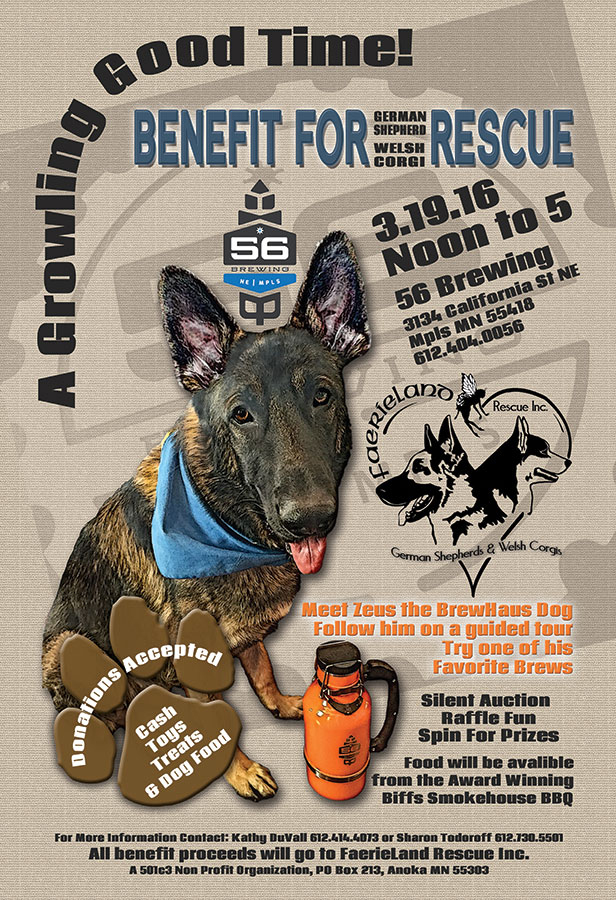 A Growling Good Time!
BENEFIT FOR GERMAN SHEPHERD WELSH CORGI RESCUE
56
BREWING
NE | MPLS
3.19.16
Noon to 5
56 Brewing
3134 California St NE
Mpls MN 55418
612.404.0056
FaerieLand Rescue Inc.
German Shepherds & Welsh Corgis
Meet Zeus the BrewHaus Dog
Follow him on a guided tour
Try one of his
Favorite Brews
Donations Accepted
Cash
Toys
Treats
& Dog Food
Silent Auction
Raffle Fun
Spin For Prizes
Food will be avalible
from the Award Winning
Biffs Smokehouse BBQ
For More Information Contact: Kathy DuVall 612.414.4073 or Sharon Todoroff 612.730.5501
All benefit proceeds will go to FaerieLand Rescue Inc.
A 501c3 Non Profit Organization, PO Box 213, Anoka MN 55303